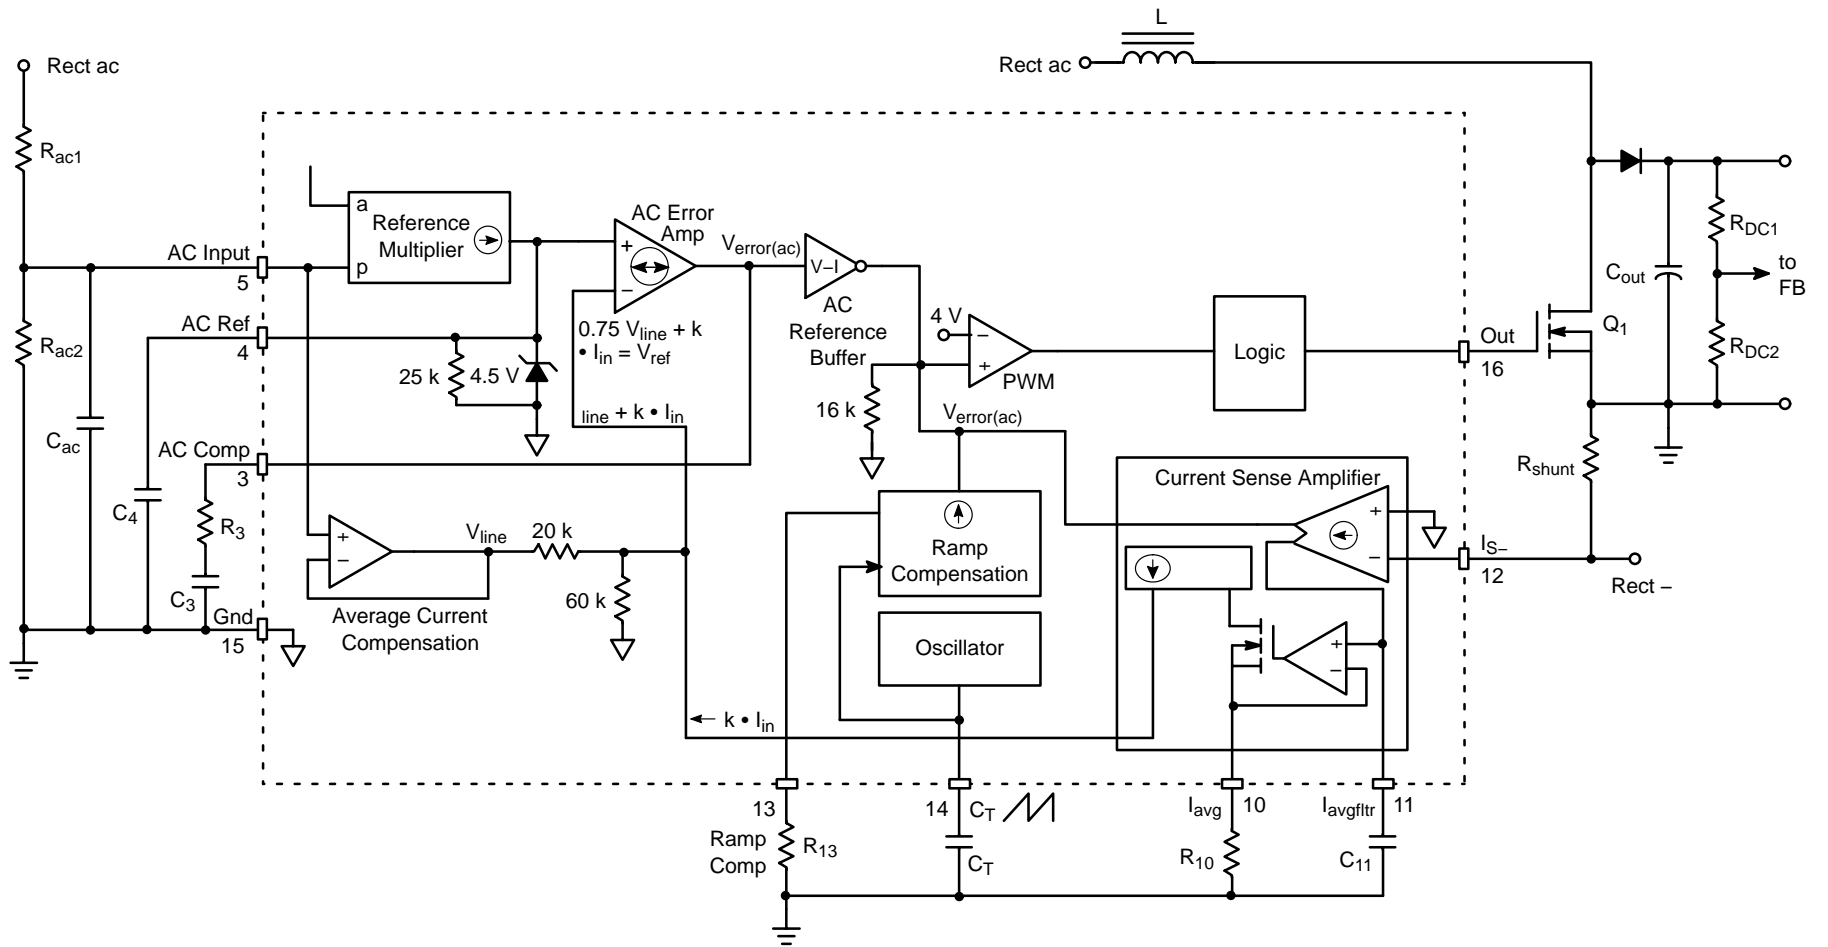 L
Rect ac
Rect ac
Rac1
a
Reference
Multiplier
p
AC Error
Amp
+
−
Verror(ac)
V−I
AC
Reference
Buffer
AC Input
5
AC Ref
4
Rac2
0.75 Vline + k
• Iin = Vref
25 k
4.5 V
line + k • Iin
4 V
−
+
PWM
16 k
Verror(ac)
Logic
Out
16
Q1
RDC1
to
FB
Cout
RDC2
Cac
C4
AC Comp
3
R3
C3
Gnd
15
+
−
Vline
20 k
60 k
Average Current
Compensation
Ramp
Compensation
Oscillator
Current Sense Amplifier
+
−
+
−
Rshunt
IS−
12
Rect −
k • Iin
13
Ramp
Comp
R13
14
CT
CT
Iavg
10
R10
Iavgfltr
11
C11